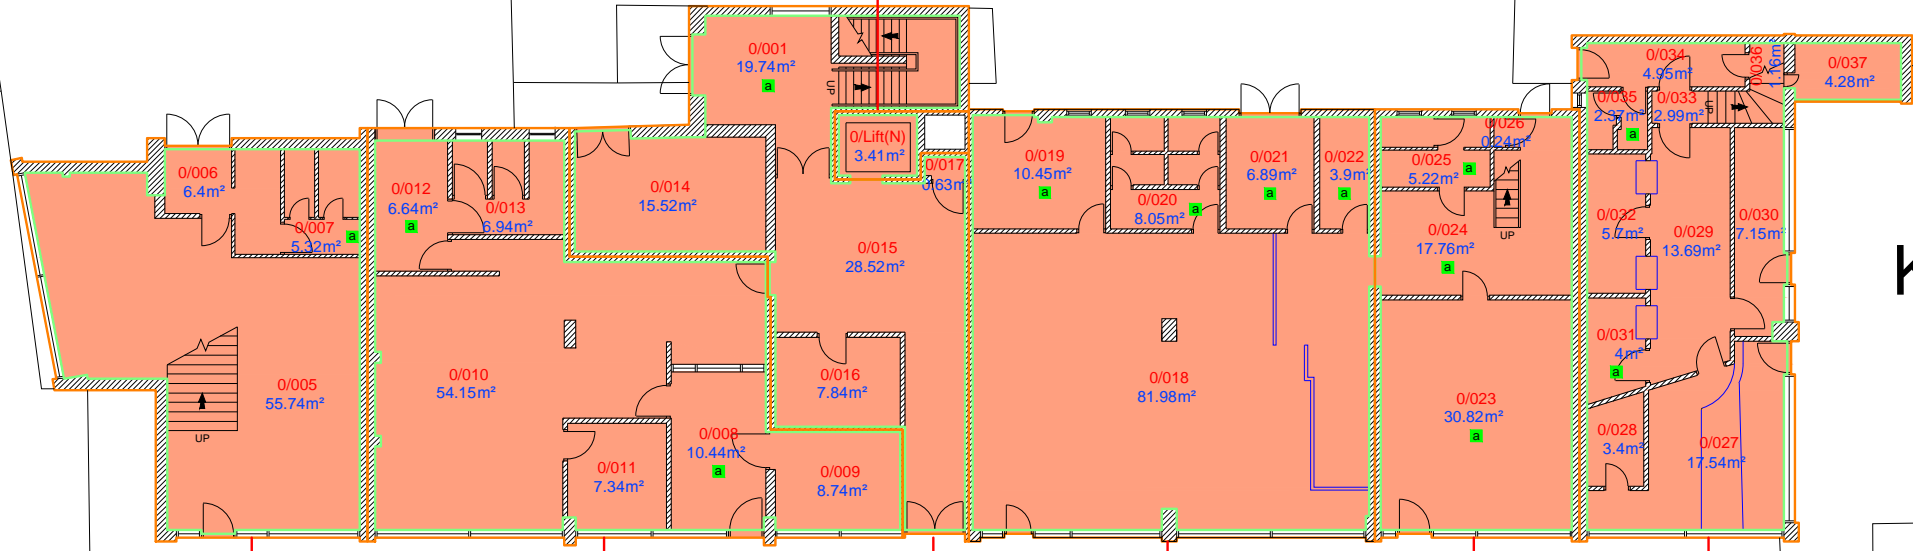 0/001
19.74m²
a
UP
0/Lift(N)
3.41m²
0/017
0.63m²
0/006
6.4m²
0/007
5.32m²
a
0/012
6.64m²
a
0/013
6.94m²
0/014
15.52m²
0/015
28.52m²
0/005
55.74m²
UP
0/010
54.15m²
0/016
7.84m²
0/008
10.44m²
a
0/011
7.34m²
0/009
8.74m²
0/019
10.45m²
a
0/020
8.05m²
a
0/021
6.89m²
a
0/022
3.9m²
a
0/018
81.98m²
0/025
5.22m²
a
0/026
0.24m²
UP
0/024
17.76m²
a
0/023
30.82m²
a
0/034
4.95m²
0/036
1.16m²
0/037
4.28m²
0/035
2.37m²
a
0/033
2.99m²
UP
0/032
5.7m²
0/029
13.69m²
0/030
7.15m²
0/031
4m²
a
0/028
3.4m²
0/027
17.54m²